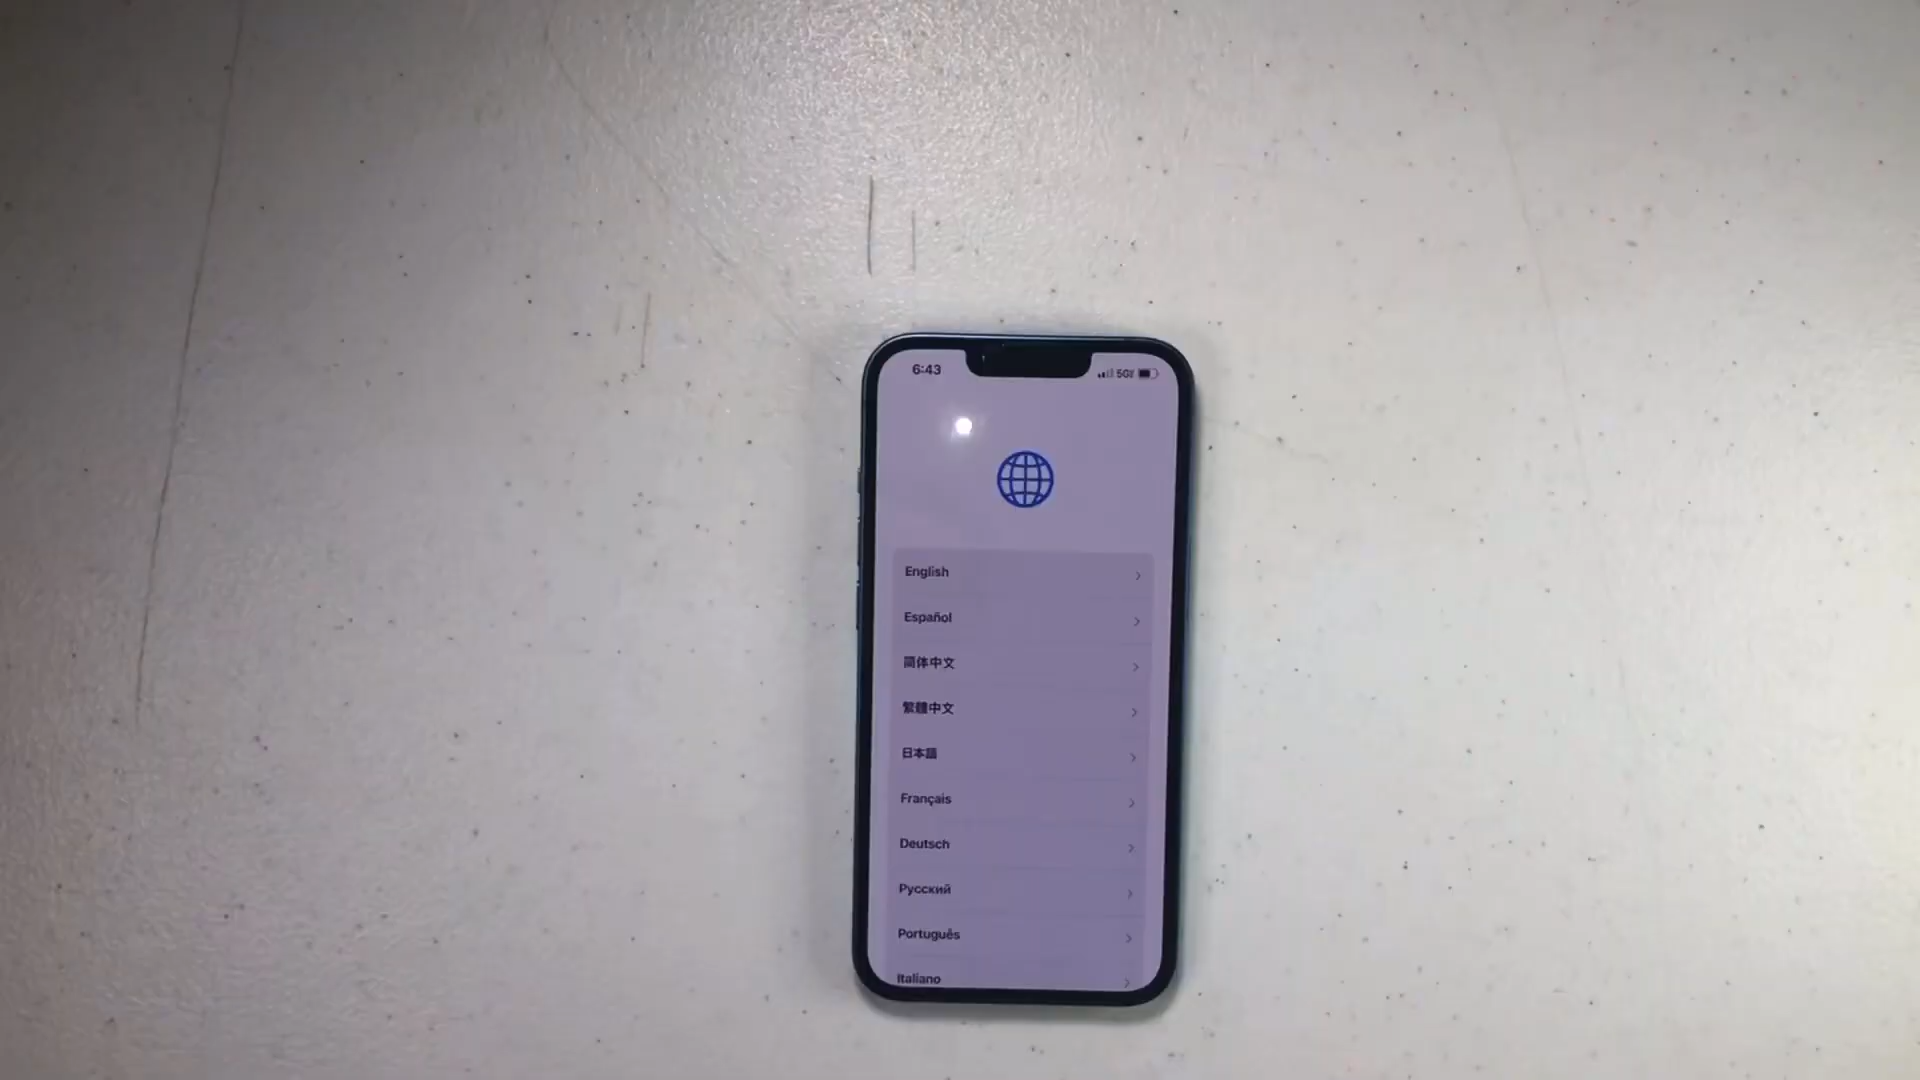 6:43
5G
English
Español
简体中文
繁體中文
日本語
Français
Deutsch
Русский
Português
Italiano